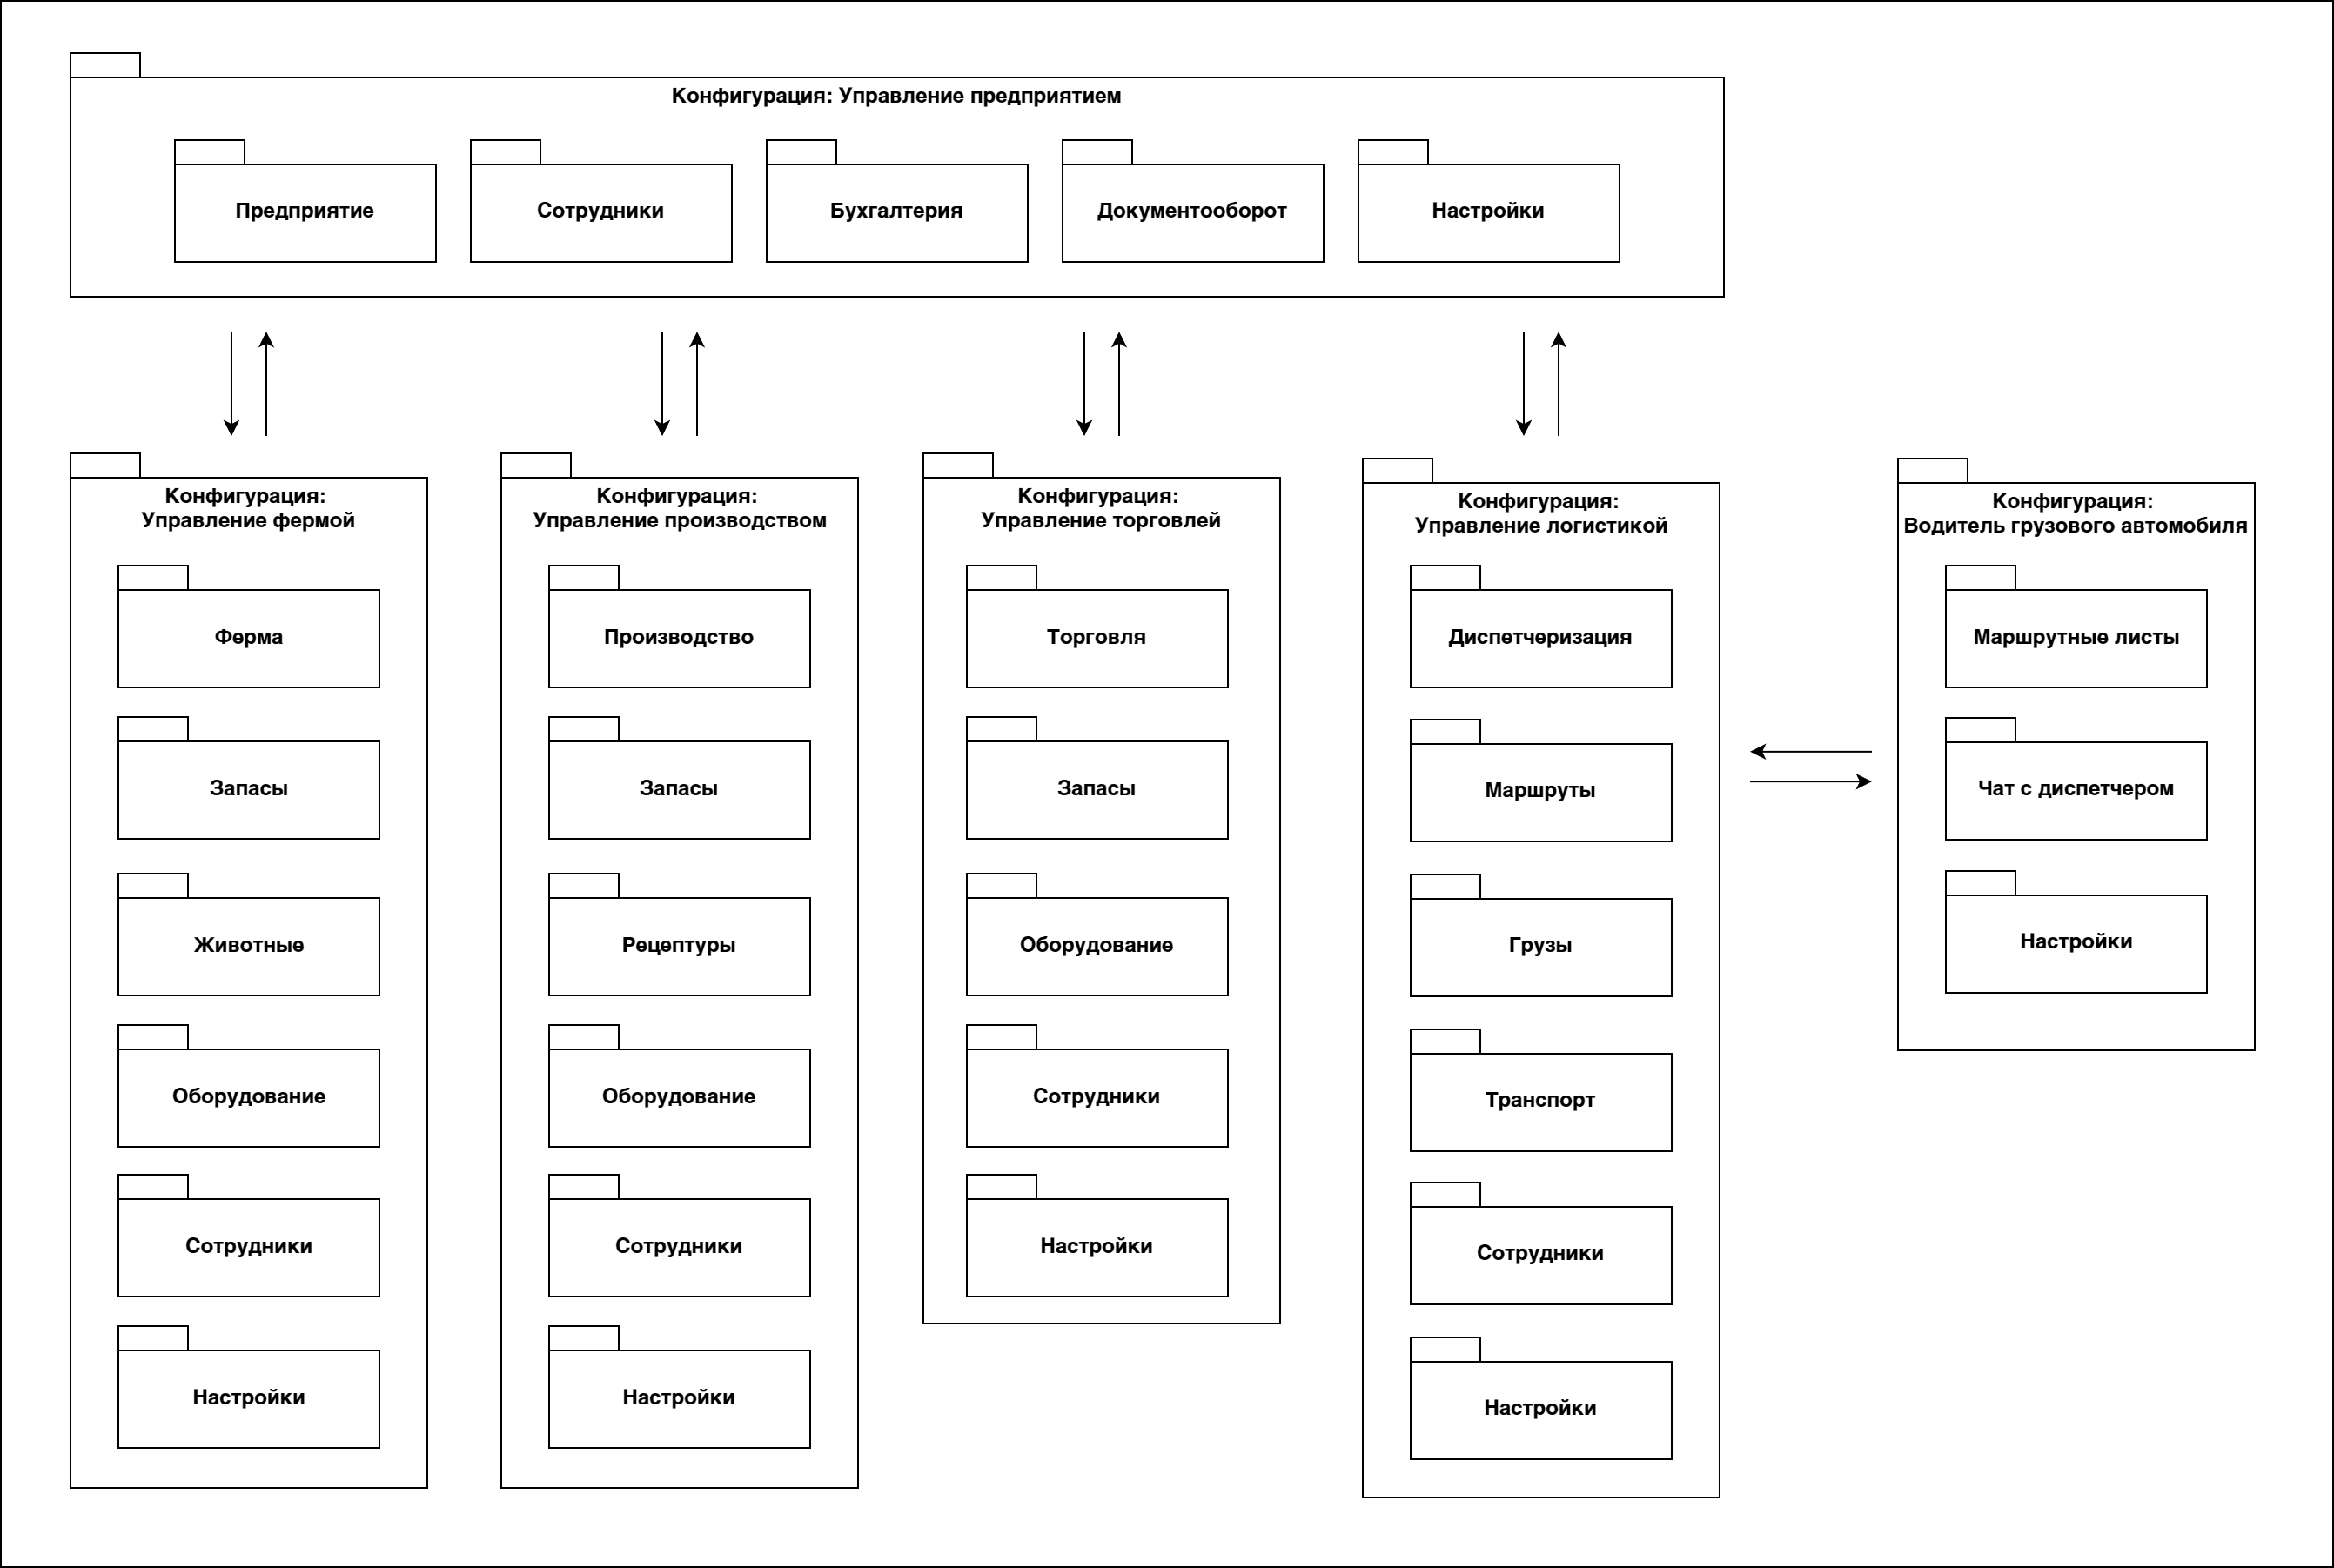 Конфигурация: Управление предприятием
Предприятие
Сотрудники
Бухгалтерия
Документооборот
Настройки
Конфигурация:
Управление фермой
Ферма
Запасы
Животные
Оборудование
Сотрудники
Настройки
Конфигурация:
Управление производством
Производство
Запасы
Рецептуры
Оборудование
Сотрудники
Настройки
Конфигурация:
Управление торговлей
Торговля
Запасы
Оборудование
Сотрудники
Настройки
Конфигурация:
Управление логистикой
Диспетчеризация
Маршруты
Грузы
Транспорт
Сотрудники
Настройки
Конфигурация:
Водитель грузового автомобиля
Маршрутные листы
Чат с диспетчером
Настройки